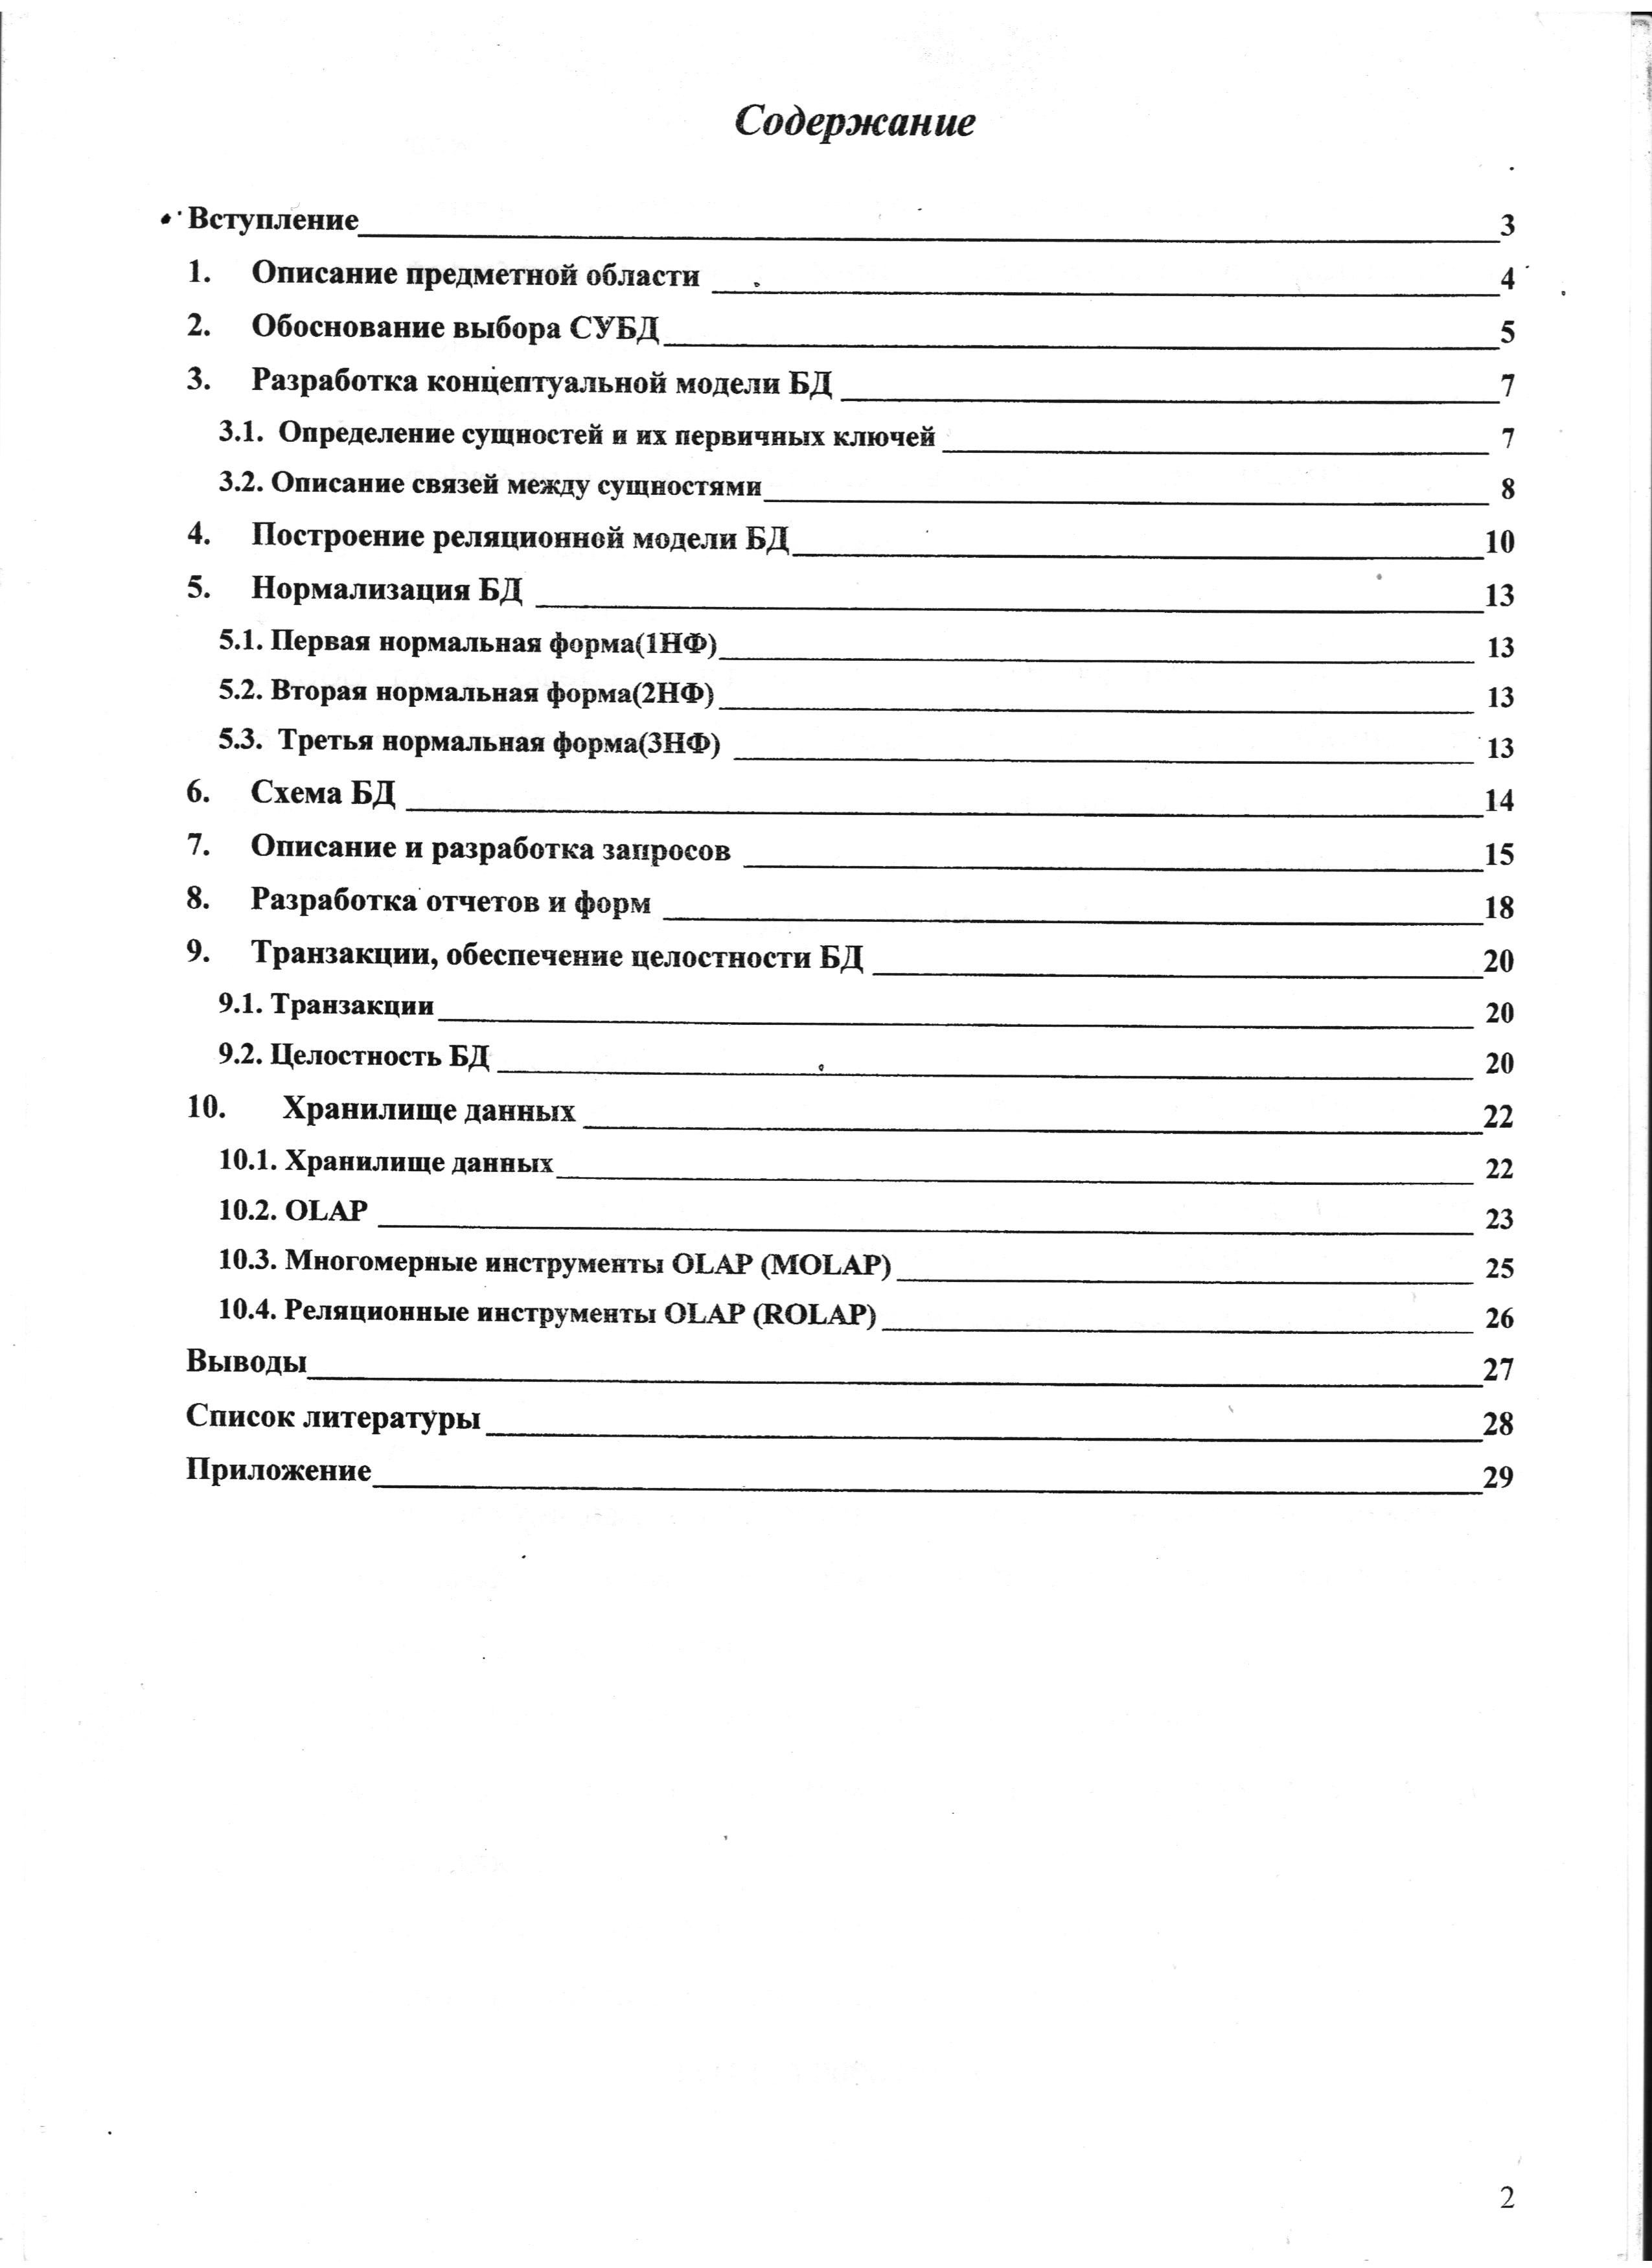 Содержание
Вступление 3
1. Описание предметной области 4
2. Обоснование выбора СУБД 5
3. Разработка концептуальной модели БД 7
3.1. Определение сущностей и их первичных ключей 7
3.2. Описание связей между сущностями 8
4. Построение реляционной модели БД 10
5. Нормализация БД 13
5.1. Первая нормальная форма(1НФ) 13
5.2. Вторая нормальная форма(2НФ) 13
5.3. Третья нормальная форма(3НФ) 13
6. Схема БД 14
7. Описание и разработка запросов 15
8. Разработка отчетов и форм 18
9. Транзакции, обеспечение целостности БД 20
9.1. Транзакции 20
9.2. Целостность БД 20
10. Хранилище данных 22
10.1. Хранилище данных 22
10.2. OLAP 23
10.3. Многомерные инструменты OLAP (MOLAP) 25
10.4. Реляционные инструменты OLAP (ROLAP) 26
Выводы 27
Список литературы 28
Приложение 29
2